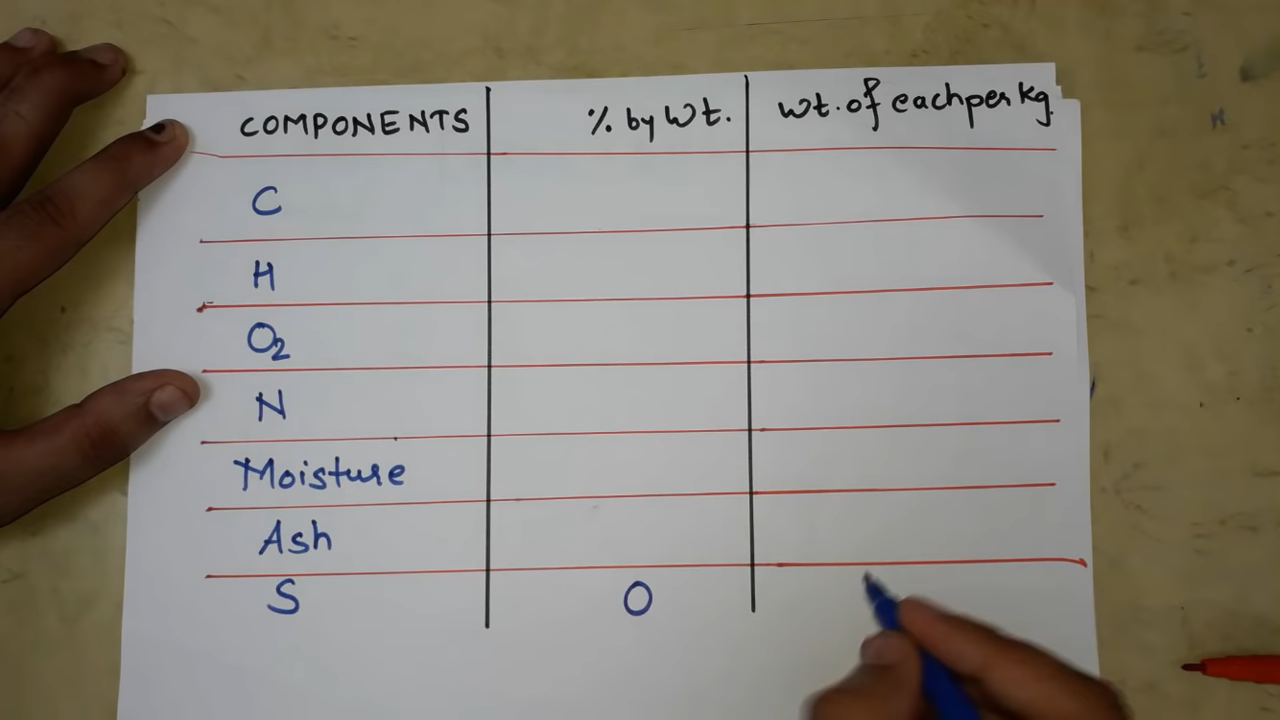 COMPONENTS % by Wt. Wt. of each per Kg
C
H
O2
N
Moisture
Ash
S 0